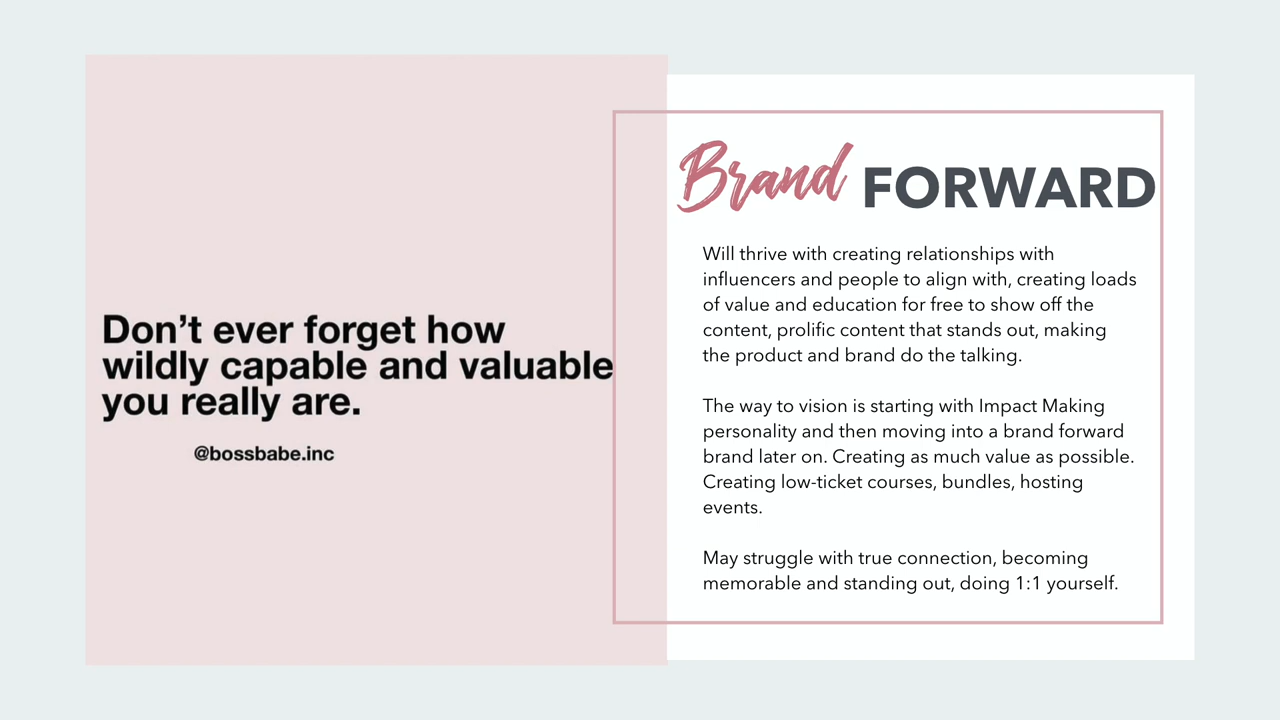 Don’t ever forget how
wildly capable and valuable
you really are.
@bossbabe.inc
Brand FORWARD
Will thrive with creating relationships with
influencers and people to align with, creating loads
of value and education for free to show off the
content, prolific content that stands out, making
the product and brand do the talking.
The way to vision is starting with Impact Making
personality and then moving into a brand forward
brand later on. Creating as much value as possible.
Creating low-ticket courses, bundles, hosting
events.
May struggle with true connection, becoming
memorable and standing out, doing 1:1 yourself.